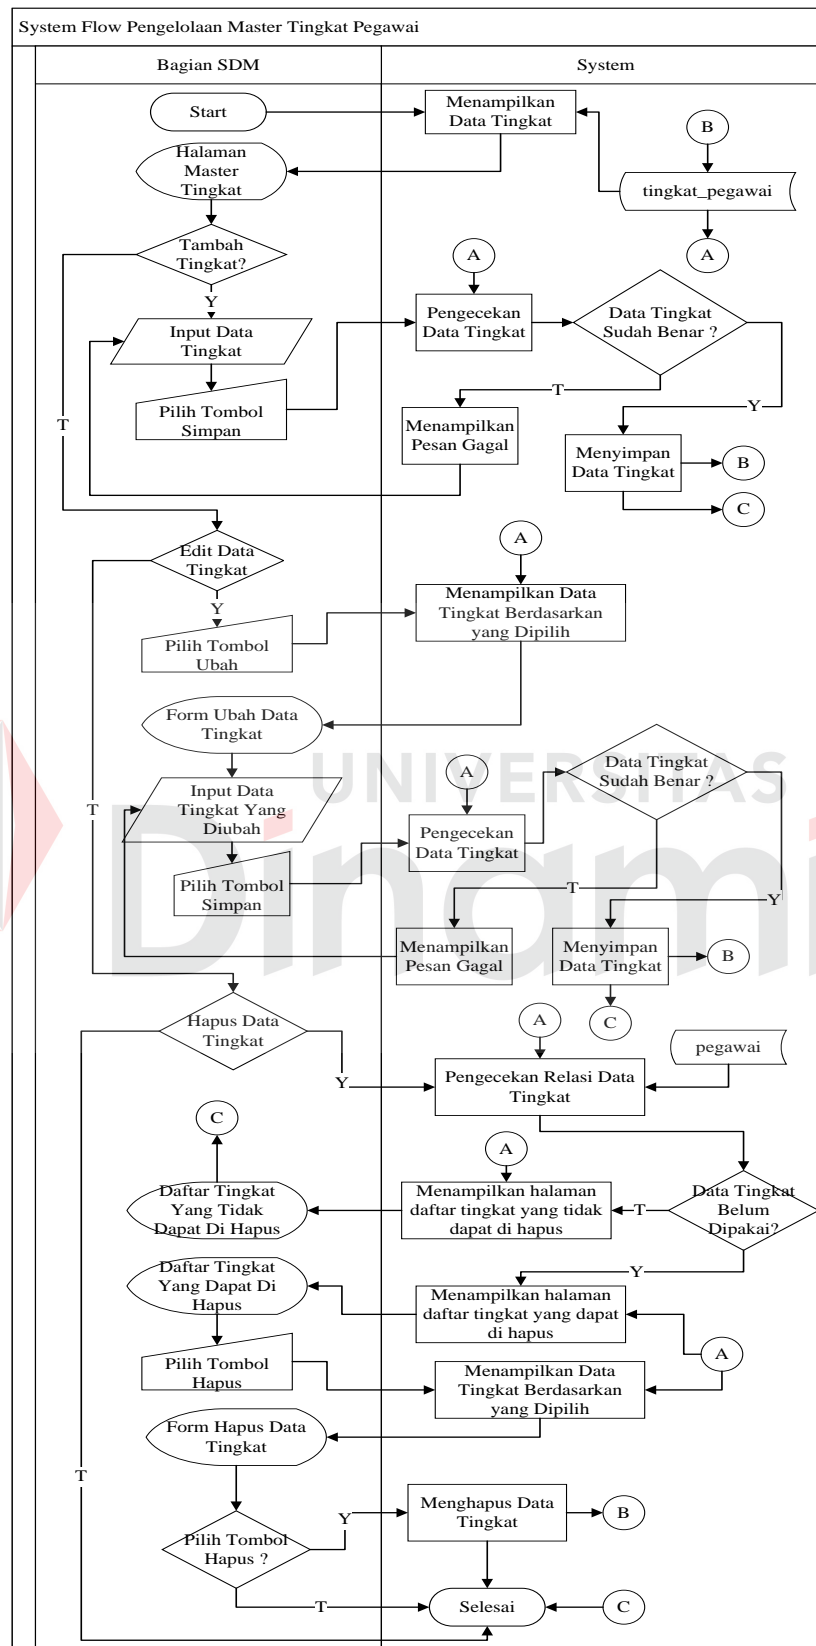 System Flow Pengelolaan Master Tingkat Pegawai
Bagian SDM
System
Start
Menampilkan
Data Tingkat
B
Halaman
Master
Tingkat
tingkat_pegawai
A
Tambah
Tingkat?
Y
T
A
Input Data
Tingkat
Pengecekan
Data Tingkat
Data Tingkat
Sudah Benar ?
Pilih Tombol
Simpan
T
Y
Menampilkan
Pesan Gagal
Menyimpan
Data Tingkat
B
C
A
Edit Data
Tingkat
Y
T
Pilih Tombol
Ubah
Menampilkan Data
Tingkat Berdasarkan
yang Dipilih
Form Ubah Data
Tingkat
UNIVERSITAS
Dinami
Input Data
Tingkat Yang
Diubah
A
Data Tingkat
Sudah Benar ?
Pengecekan
Data Tingkat
Pilih Tombol
Simpan
T
Y
Menampilkan
Pesan Gagal
Menyimpan
Data Tingkat
B
C
Hapus Data
Tingkat
Y
A
pegawai
Pengecekan Relasi Data
Tingkat
C
A
Daftar Tingkat
Yang Tidak
Dapat Di Hapus
Menampilkan halaman
daftar tingkat yang tidak
dapat di hapus
T
Data Tingkat
Belum
Dipakai?
Y
Daftar Tingkat
Yang Dapat Di
Hapus
Menampilkan halaman
daftar tingkat yang dapat
di hapus
A
Pilih Tombol
Hapus
Menampilkan Data
Tingkat Berdasarkan
yang Dipilih
Form Hapus Data
Tingkat
T
Pilih Tombol
Hapus ?
Y
Menghapus Data
Tingkat
B
T
Selesai
C